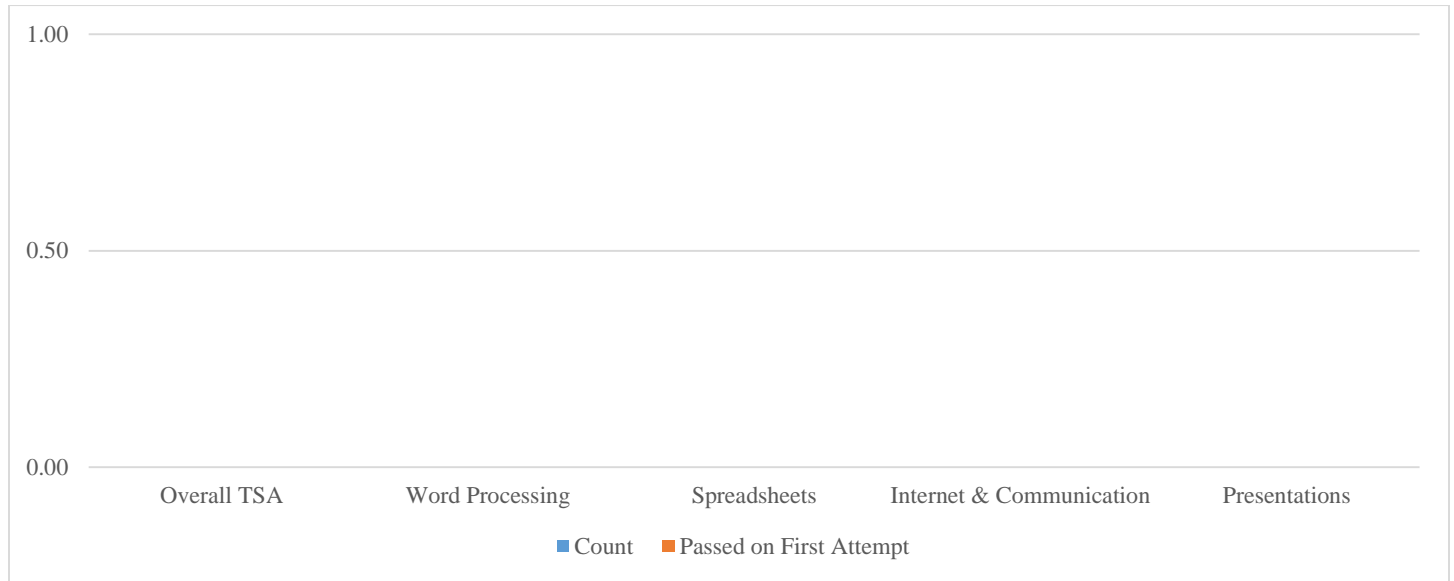 1.00
0.50
0.00
Overall TSA Word Processing Spreadsheets Internet & Communication Presentations
Count Passed on First Attempt